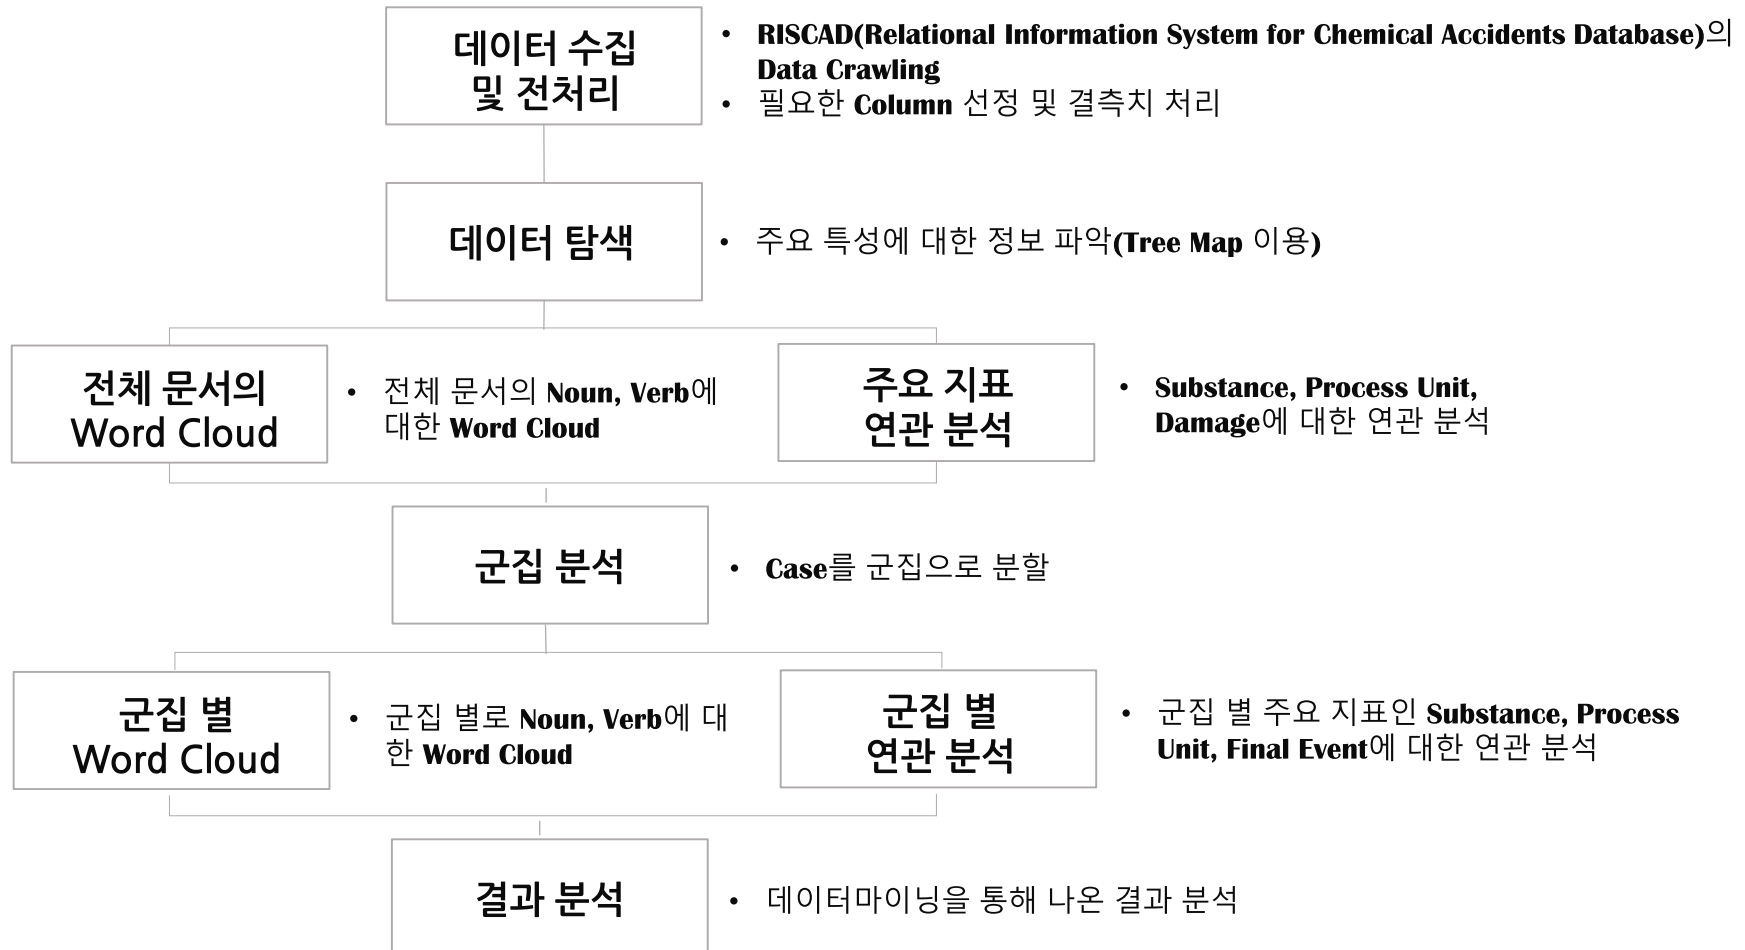 데이터 수집
및 전처리
• RISCAD(Relational Information System for Chemical Accidents Database)의
Data Crawling
• 필요한 Column 선정 및 결측치 처리
데이터 탐색
• 주요 특성에 대한 정보 파악(Tree Map 이용)
전체 문서의
Word Cloud
• 전체 문서의 Noun, Verb에
대한 Word Cloud
주요 지표
연관 분석
• Substance, Process Unit,
Damage에 대한 연관 분석
군집 분석
• Case를 군집으로 분할
군집 별
Word Cloud
• 군집 별로 Noun, Verb에 대
한 Word Cloud
군집 별
연관 분석
• 군집 별 주요 지표인 Substance, Process
Unit, Final Event에 대한 연관 분석
결과 분석
• 데이터마이닝을 통해 나온 결과 분석